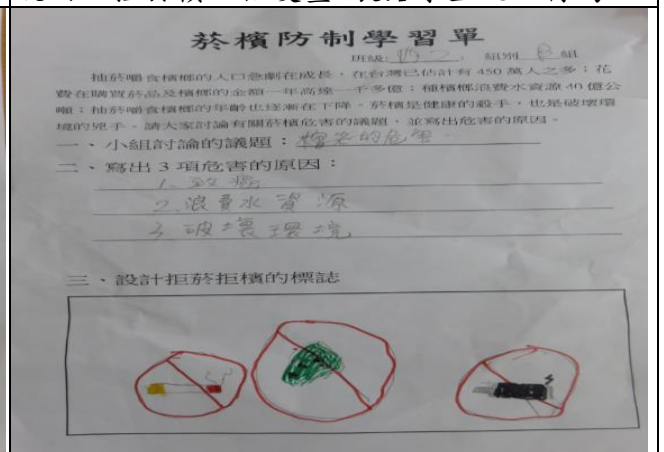 菸檳防制學習單
班級: 四2. 組別 B 組
抽菸嚼食檳榔的人口急劇在成長，在台灣已估計有 450 萬人之多；花
費在購買菸品及檳榔的金額一年高達一千多億；種檳榔浪費水資源 40 億公
噸；抽菸嚼食檳榔的年齡也逐漸在下降。菸檳是健康的殺手，也是破壞環
境的兇手。請大家討論有關菸檳危害的議題，並寫出危害的原因。
一、小組討論的議題： 的危害.
二、寫出 3 項危害的原因：
1. 致癌
2. 浪費水資源
3. 破壞環境
三、設計拒菸拒檳的標誌